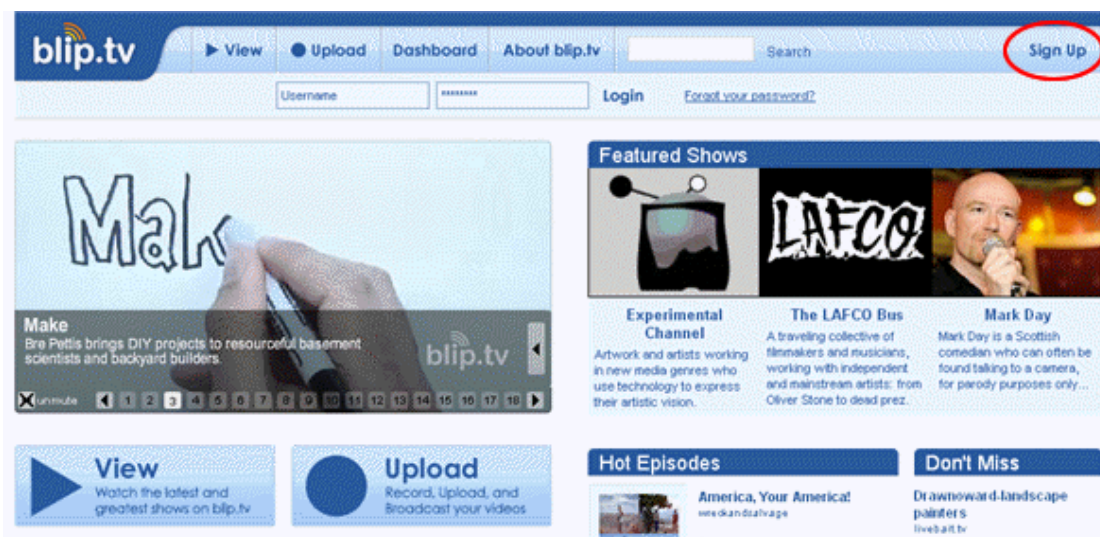 blip.tv
View
Upload
Dashboard
About blip.tv
Search
Sign Up
Username
********
Login
Forgot your password?
Mak
Make
Bre Pettis brings DIY projects to resourceful basement
scientists and backyard builders.
blip.tv
unmute 1 2 3 4 5 6 7 8 9 10 11 12 13 14 15 16 17 18
Featured Shows
LAFCO
Experimental
Channel
Artwork and artists working
in new media genres who
use technology to express
their artistic vision.
The LAFCO Bus
A traveling collective of
filmmakers and musicians,
working with independent
and mainstream artists: from
Oliver Stone to dead prez.
Mark Day
Mark Day is a Scottish
comedian who can often be
found talking to a camera,
for parody purposes only...
View
Watch the latest and
greatest shows on blip.tv
Upload
Record, Upload, and
Broadcast your videos
Hot Episodes
America, Your America!
wreckandsalvage
Don't Miss
Drawnoward-landscape
painters
livebait.tv